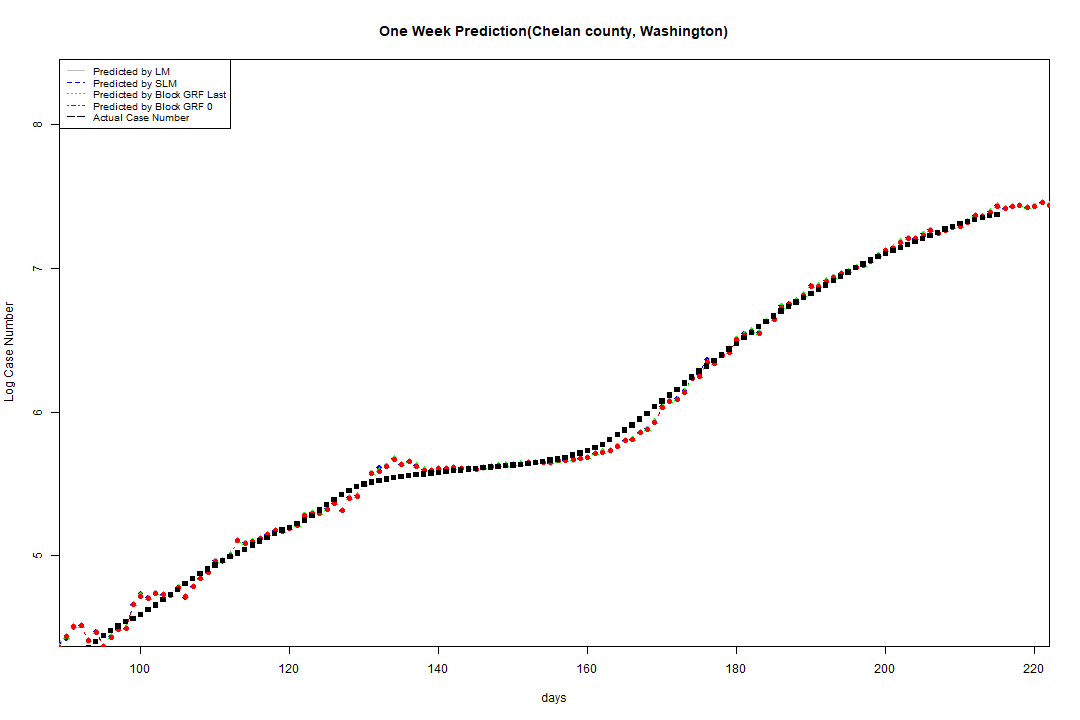 One Week Prediction(Chelan county, Washington)
Predicted by LM
Predicted by SLM
Predicted by Block GRF Last
Predicted by Block GRF 0
Actual Case Number
8
7
6
5
Log Case Number
100 120 140 160 180 200 220
days